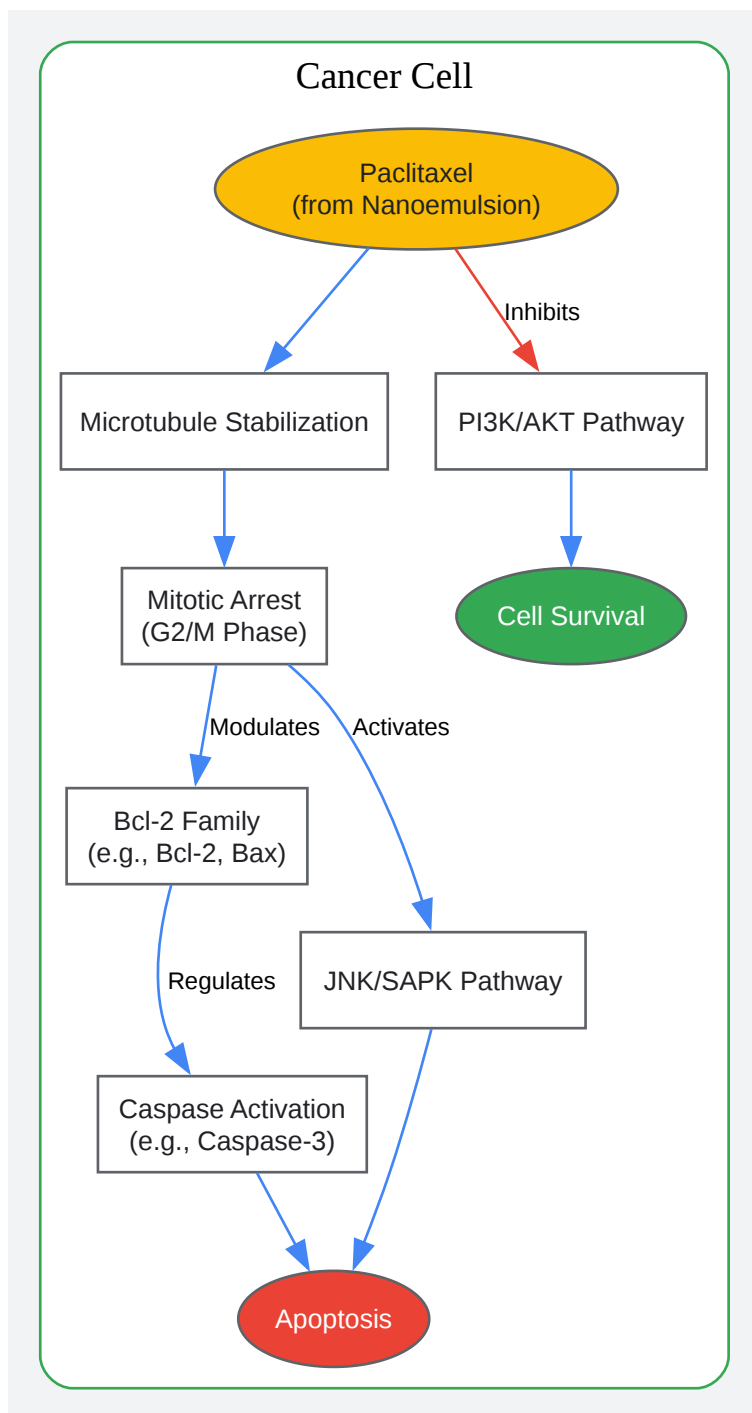 Cancer Cell
Paclitaxel
(from Nanoemulsion)
Inhibits
Microtubule Stabilization
PI3K/AKT Pathway
Mitotic Arrest
(G2/M Phase)
Cell Survival
Modulates
Activates
Bcl-2 Family
(e.g., Bcl-2, Bax)
Regulates
JNK/SAPK Pathway
Caspase Activation
(e.g., Caspase-3)
Apoptosis